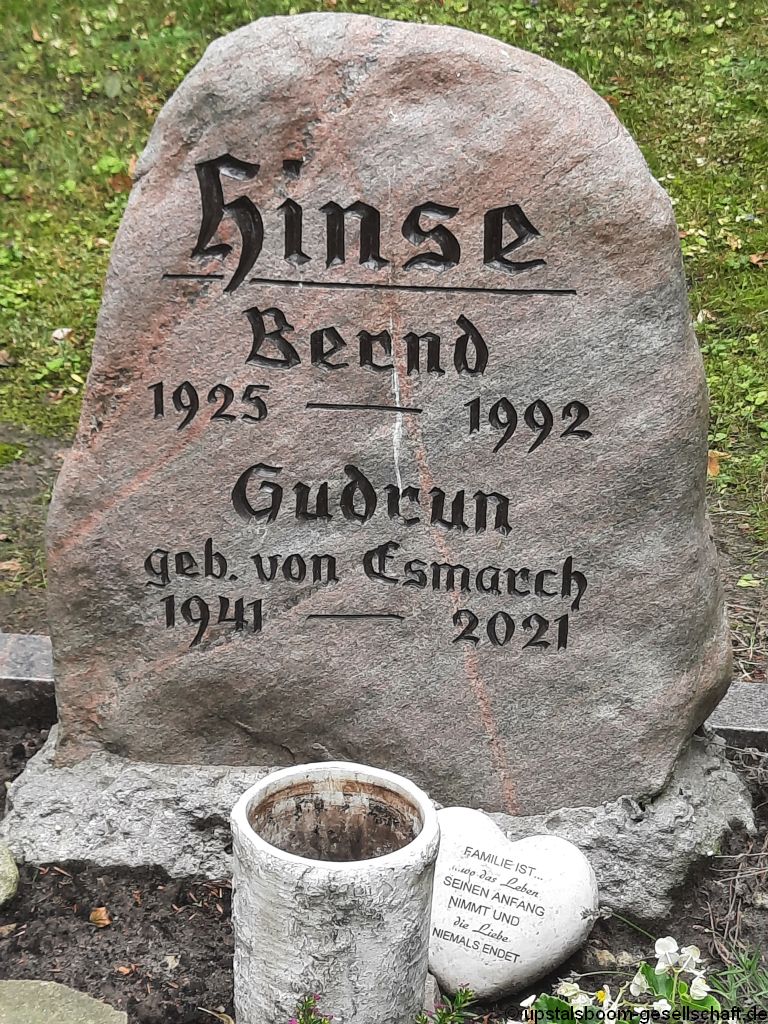 Hinse
Bernd
1925 — 1992
Gudrun
geb. von Esmarch
1941 — 2021
FAMILIE IST...
...wo das Leben
SEINEN ANFANG
NIMMT UND
die Liebe
NIEMALS ENDET.
© upstalsboom-gesellschaft.de